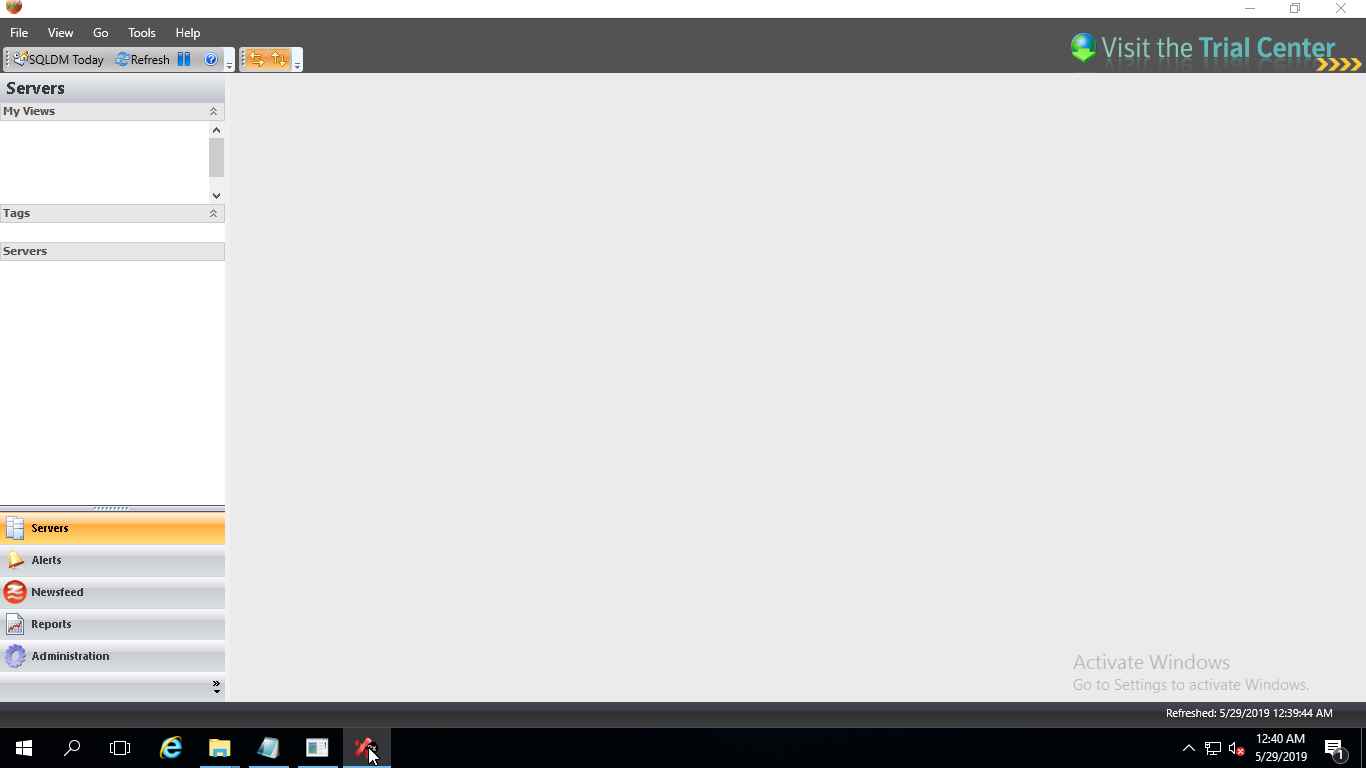 File View Go Tools Help
SQLDM Today Refresh
Visit the Trial Center
Servers
My Views
Tags
Servers
Servers
Alerts
Newsfeed
Reports
Administration
Activate Windows
Go to Settings to activate Windows.
Refreshed: 5/29/2019 12:39:44 AM
12:40 AM
5/29/2019
1